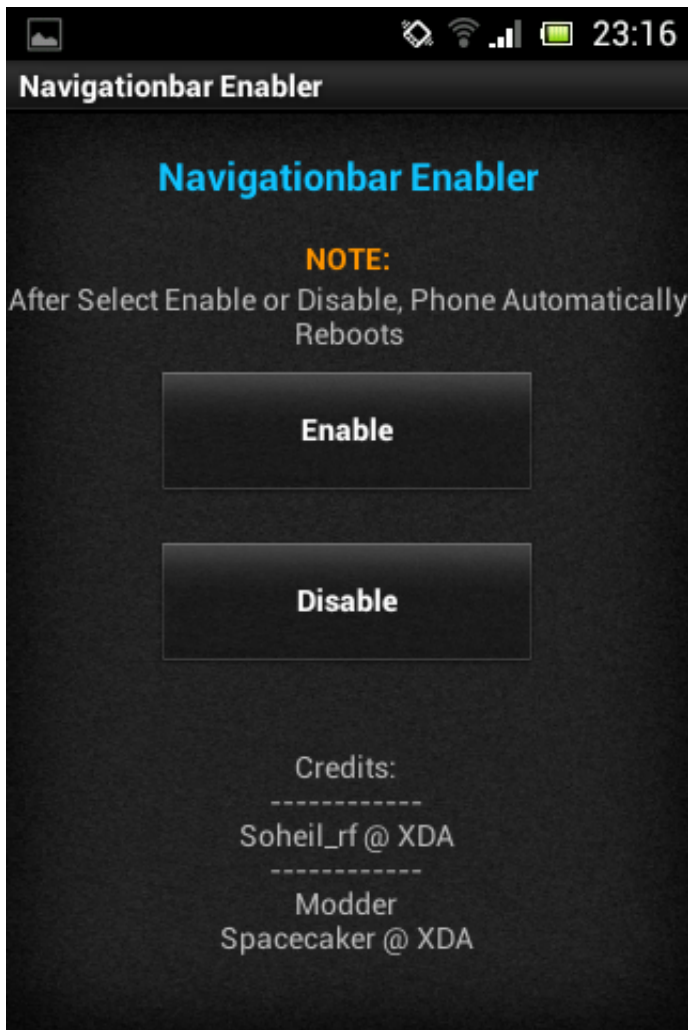 23:16
Navigationbar Enabler
Navigationbar Enabler
NOTE:
After Select Enable or Disable, Phone Automatically
Reboots
Enable
Disable
Credits:
------------
Soheil_rf @ XDA
------------
Modder
Spacecaker @ XDA